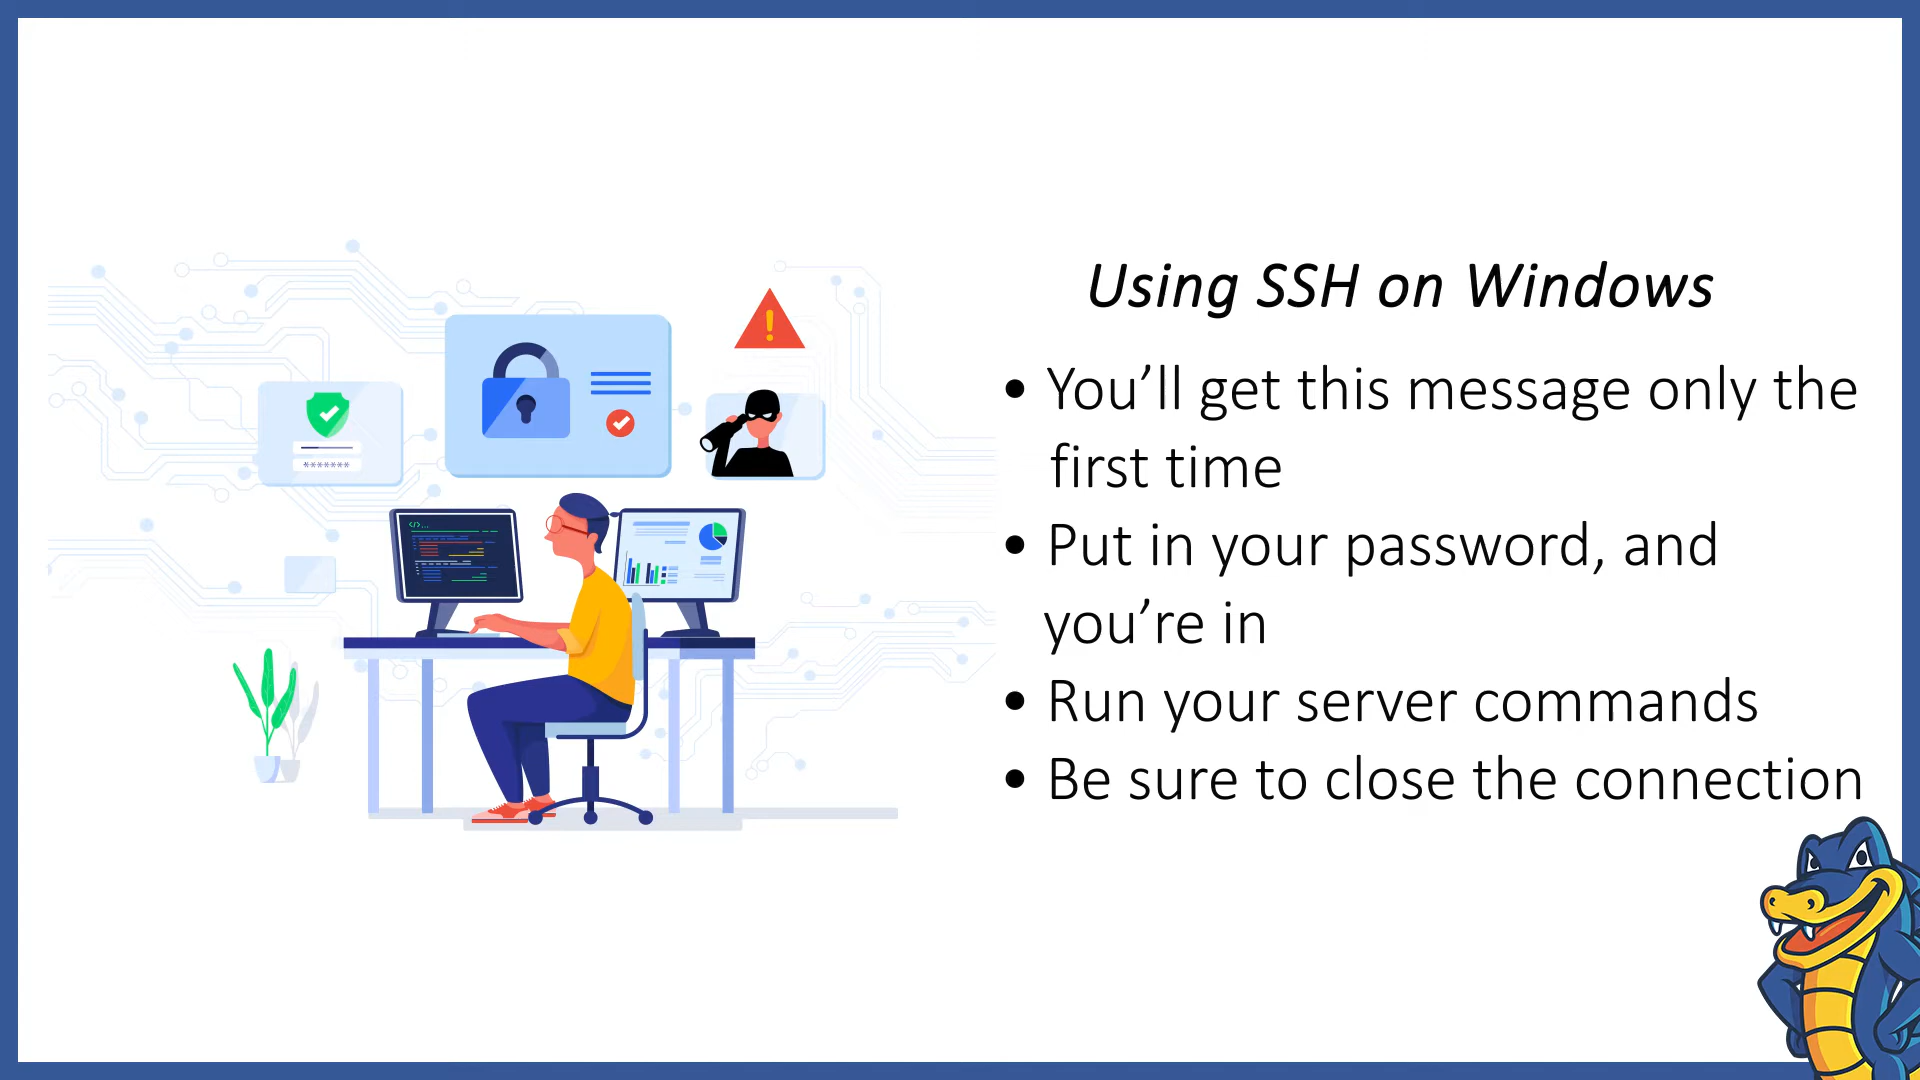 Using SSH on Windows
• You’ll get this message only the
first time
• Put in your password, and
you’re in
• Run your server commands
• Be sure to close the connection
*******
</>...